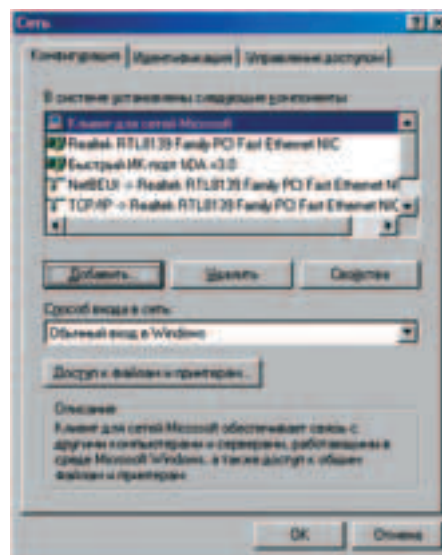 Сеть
Конфигурация Идентификация Управление доступом
В системе установлены следующие компоненты:
Клиент для сетей Microsoft
Realtek RTL8139 Family PCI Fast Ethernet NIC
Быстрый ИК-порт IrDA v3.0
NetBEUI -> Realtek RTL8139 Family PCI Fast Ethernet N
TCP/IP -> Realtek RTL8139 Family PCI Fast Ethernet NIC
Добавить... Удалить Свойства
Способ входа в сеть:
Обычный вход в Windows
Доступ к файлам и принтерам...
Описание
Клиент для сетей Microsoft обеспечивает связь с
другими компьютерами и серверами, работающими в
среде Microsoft Windows, а также доступ к общим
файлам и принтерам.
OK Отмена